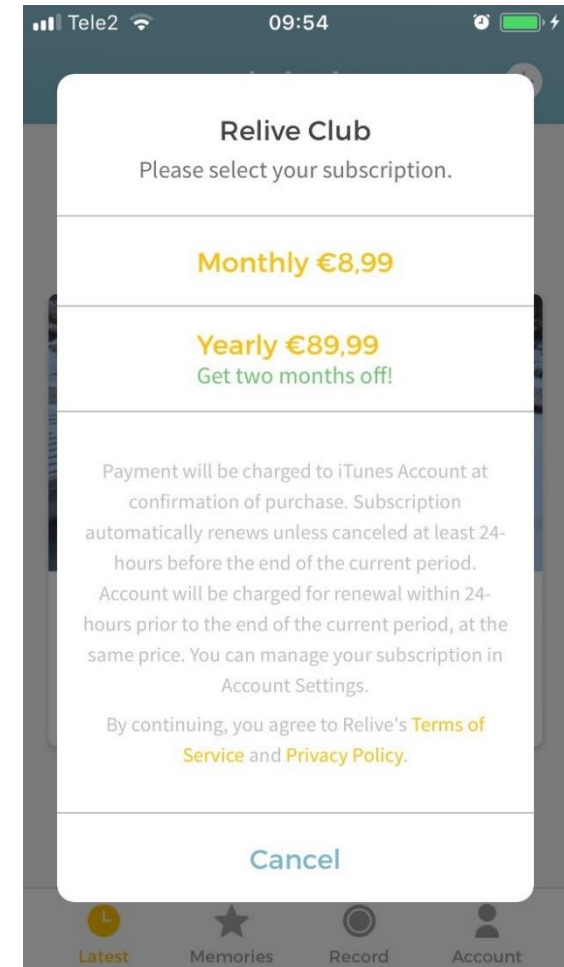 Tele2 09:54
Relive Club
Please select your subscription.
Monthly €8,99
Yearly €89,99
Get two months off!
Payment will be charged to iTunes Account at
confirmation of purchase. Subscription
automatically renews unless canceled at least 24-
hours before the end of the current period.
Account will be charged for renewal within 24-
hours prior to the end of the current period, at the
same price. You can manage your subscription in
Account Settings.
By continuing, you agree to Relive's Terms of
Service and Privacy Policy.
Cancel
Latest Memories Record Account